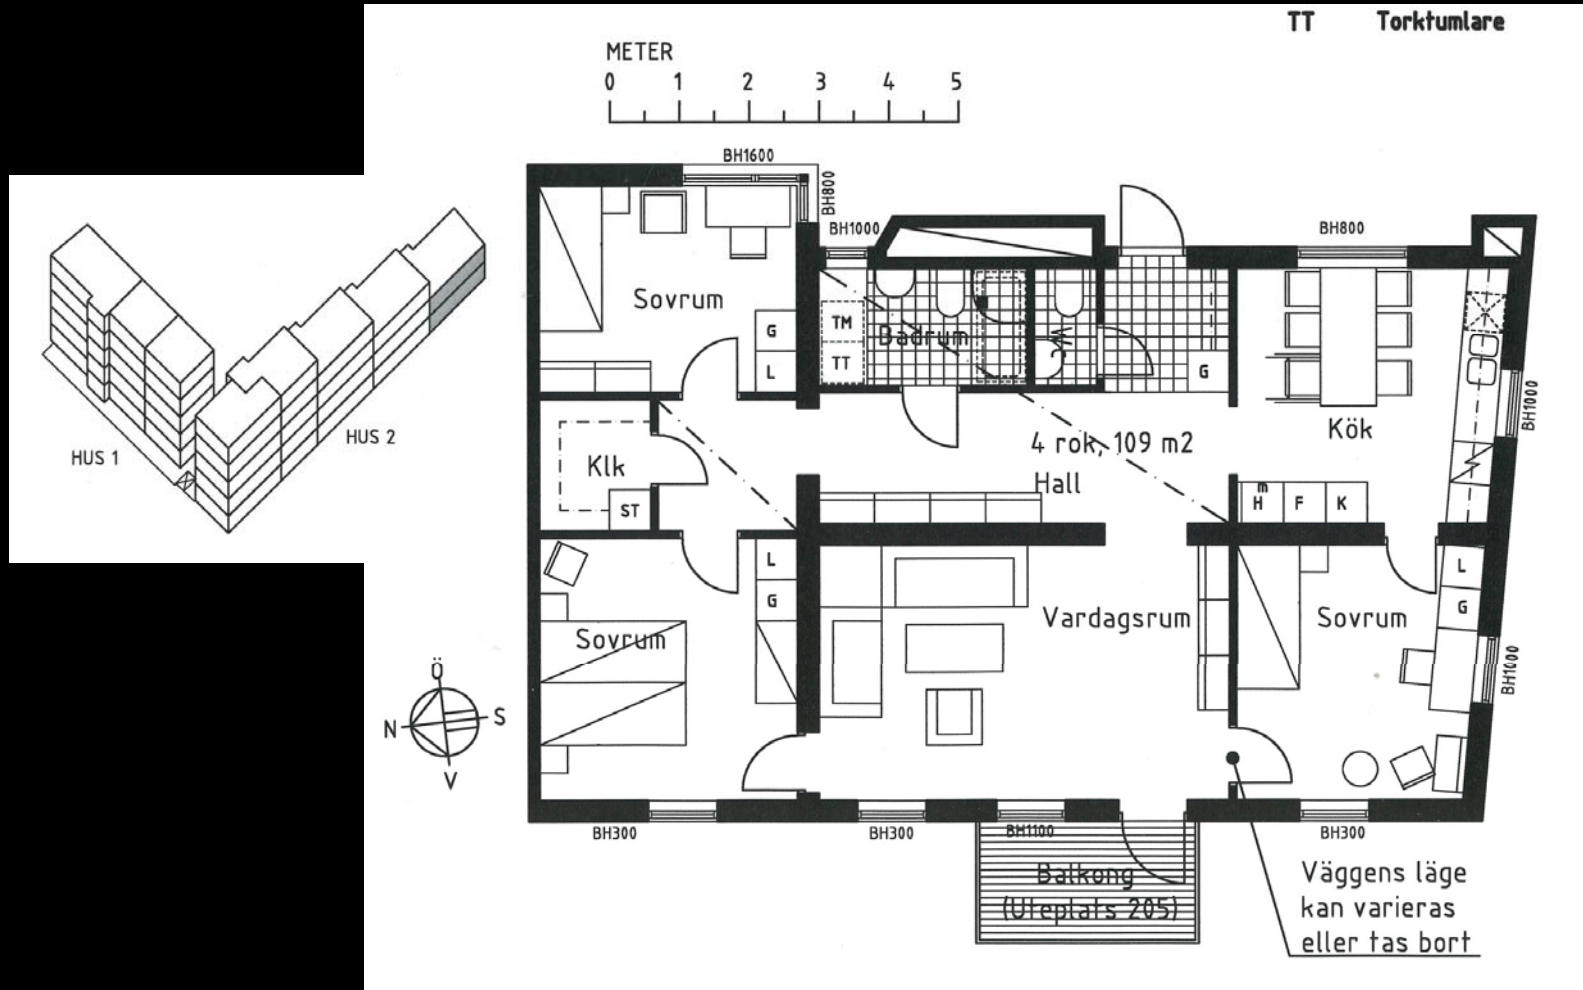 TT Torktumlare
METER
0 1 2 3 4 5
BH1600
BH800
BH1000
BH800
Sovrum
G
L
TM
TT
Badrum
WC
G
Kök
BH1000
4 rok, 109 m2
Hall
Klk
ST
m
H F K
HUS 1
HUS 2
L
G
Sovrum
Vardagsrum
Sovrum
L
G
BH1000
Ö
N S
V
BH300
BH300
BH1100
BH300
Balkong
(Uteplats 205)
Väggens läge
kan varieras
eller tas bort